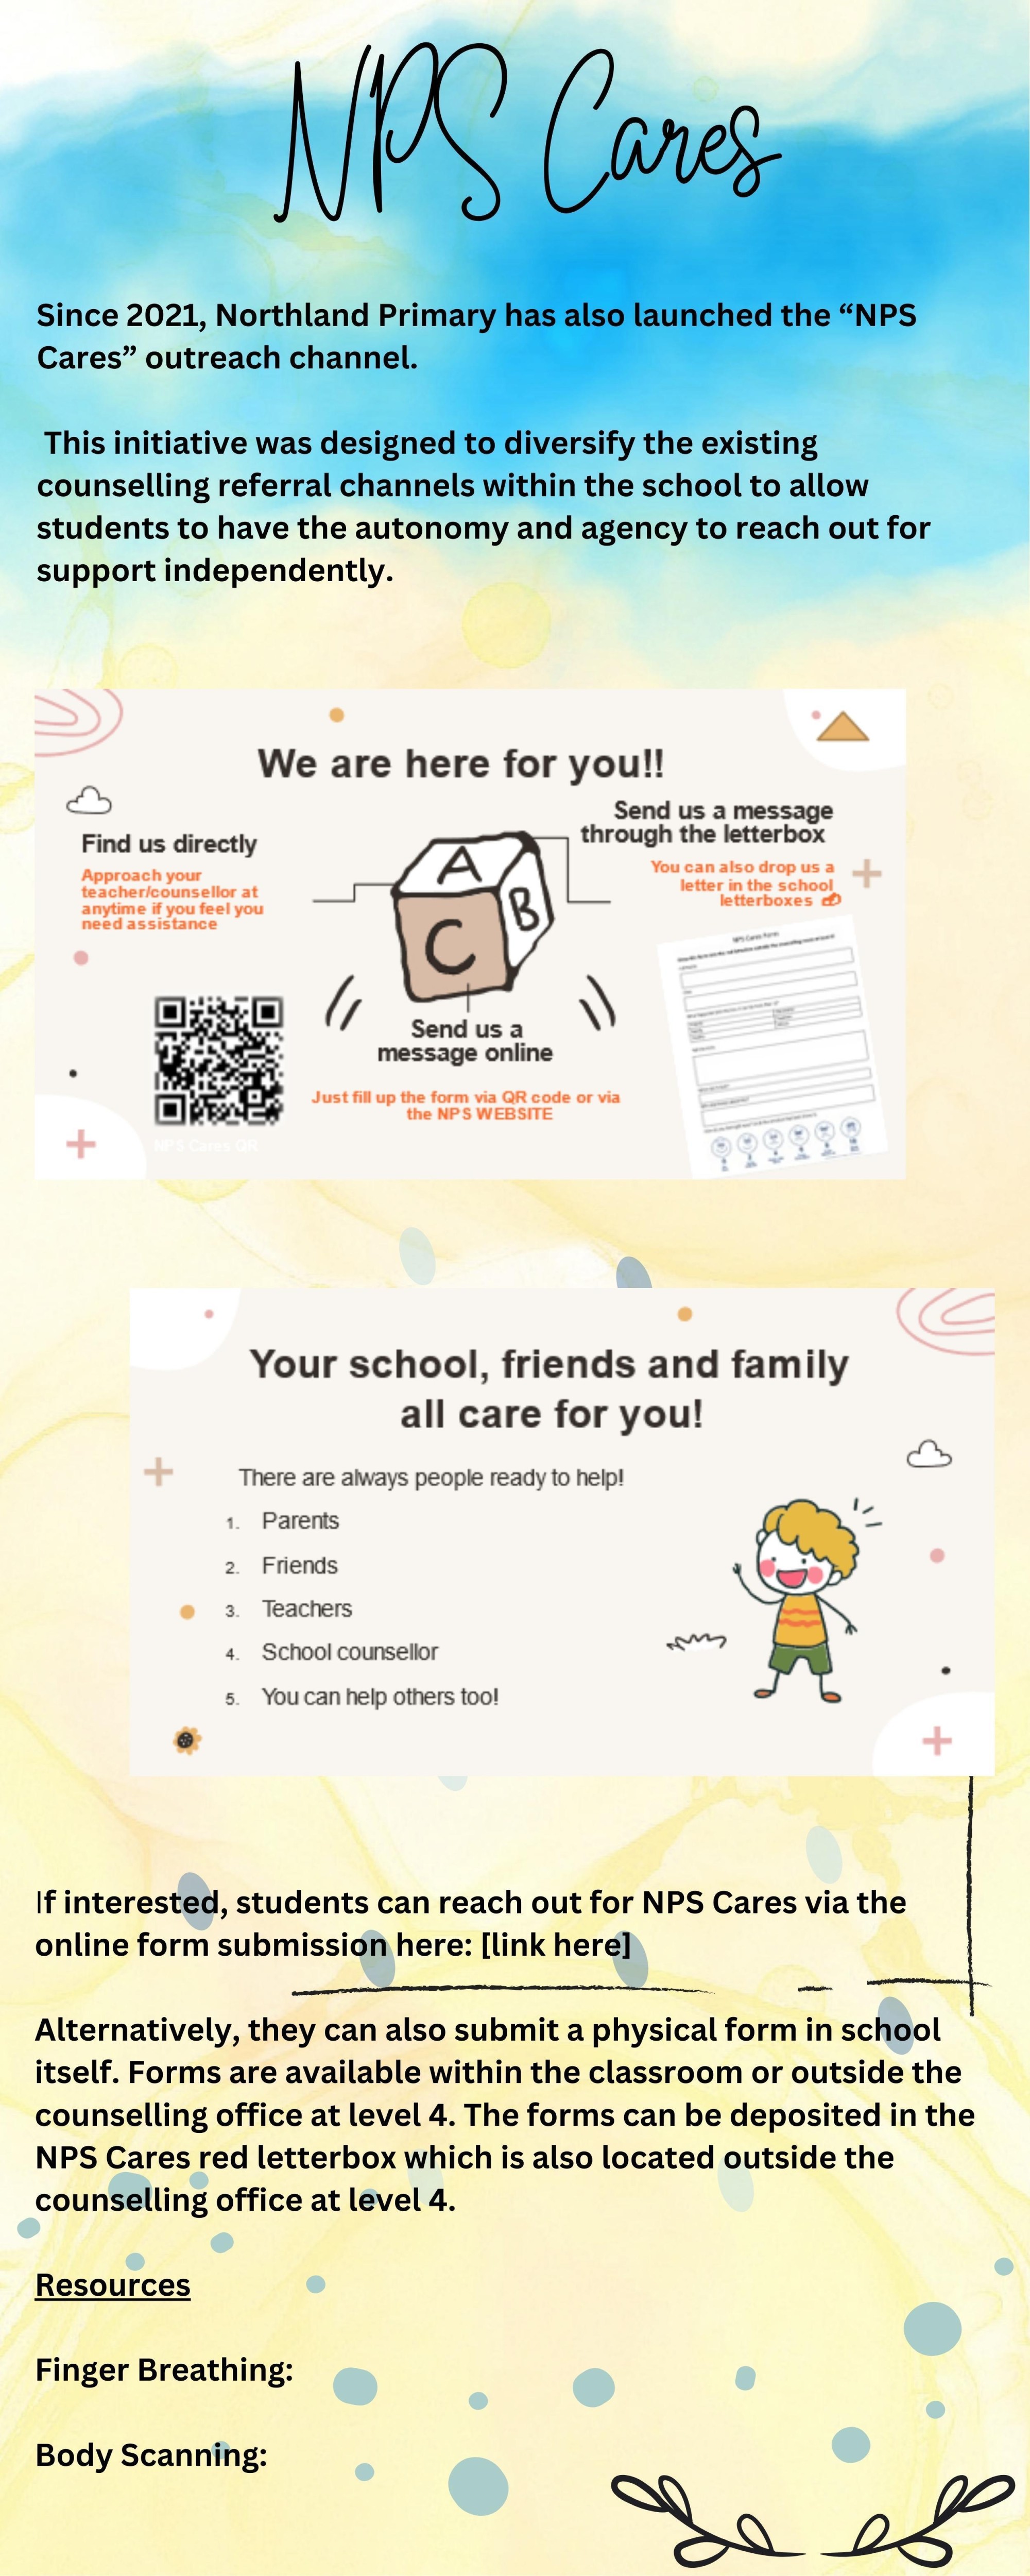 NPS Cares
Since 2021, Northland Primary has also launched the “NPS
Cares” outreach channel.
This initiative was designed to diversify the existing
counselling referral channels within the school to allow
students to have the autonomy and agency to reach out for
support independently.
We are here for you!!
Find us directly
Approach your
teacher/counsellor at
anytime if you feel you
need assistance
Send us a message
through the letterbox
You can also drop us a
letter in the school
letterboxes
A
B
C
NPS Cares Form
Send us a
message online
Just fill up the form via QR code or via
the NPS WEBSITE
NPS Cares QR
Your school, friends and family
all care for you!
There are always people ready to help!
1. Parents
2. Friends
3. Teachers
4. School counsellor
5. You can help others too!
If interested, students can reach out for NPS Cares via the
online form submission here: [link here]
Alternatively, they can also submit a physical form in school
itself. Forms are available within the classroom or outside the
counselling office at level 4. The forms can be deposited in the
NPS Cares red letterbox which is also located outside the
counselling office at level 4.
Resources
Finger Breathing:
Body Scanning: